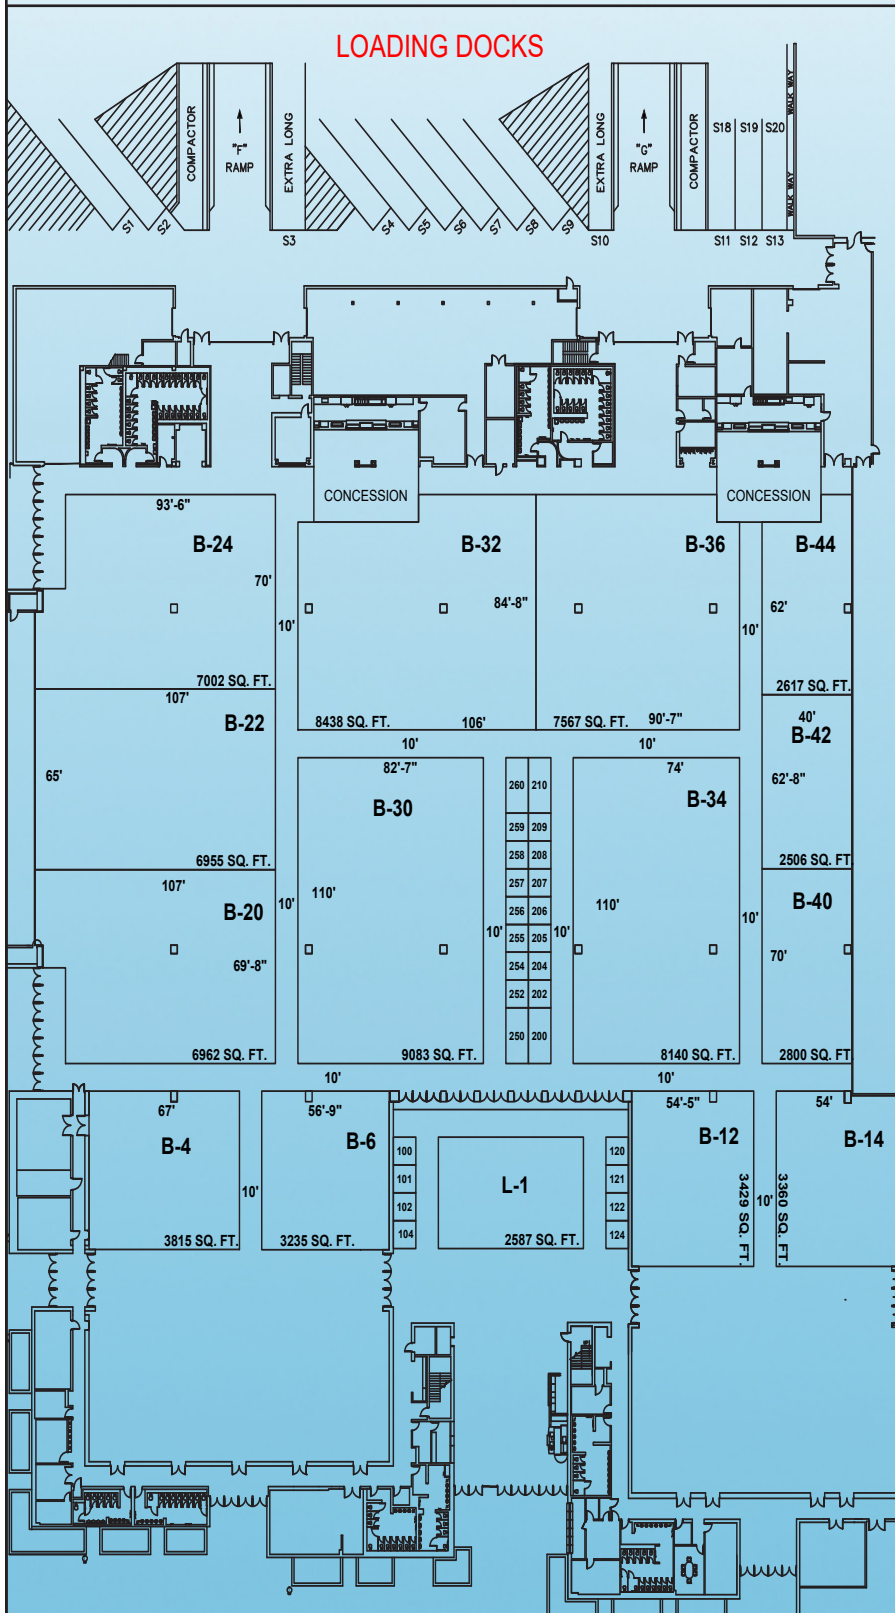 LOADING DOCKS
COMPACTOR
"F"
RAMP
EXTRA LONG
EXTRA LONG
"G"
RAMP
COMPACTOR
S18 S19 S20
WALK WAY
WALK WAY
S1 S2 S3 S4 S5 S6 S7 S8 S9 S10 S11 S12 S13
CONCESSION
CONCESSION
93'-6"
B-24
70'
7002 SQ. FT.
10'
B-32
84'-8"
8438 SQ. FT.
106'
B-36
7567 SQ. FT.
90'-7"
10'
B-44
62'
2617 SQ. FT.
107'
B-22
65'
6955 SQ. FT.
10'
10'
40'
B-42
62'-8"
2506 SQ. FT.
82'-7"
B-30
110'
9083 SQ. FT.
10'
260 210
259 209
258 208
257 207
256 206
255 205
254 204
252 202
250 200
10'
74'
B-34
110'
8140 SQ. FT.
10'
107'
B-20
69'-8"
6962 SQ. FT.
10'
B-40
70'
2800 SQ. FT.
10'
10'
67'
B-4
3815 SQ. FT.
10'
56'-9"
B-6
3235 SQ. FT.
100
101
102
104
L-1
2587 SQ. FT.
120
121
122
124
54'-5"
B-12
3429 SQ. FT.
10'
54'
B-14
3360 SQ. FT.